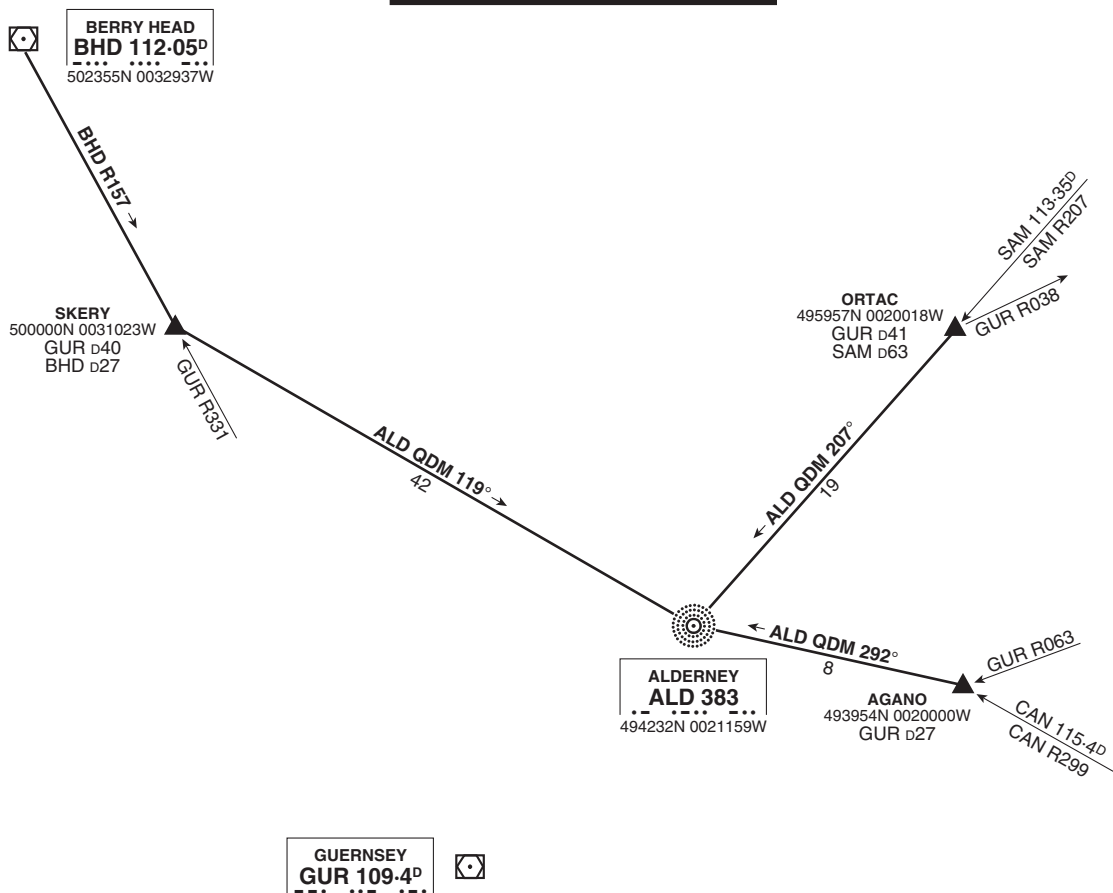 BERRY HEAD
BHD 112·05D
502355N 0032937W
BHD R157
SAM 113·35D
SAM R207
GUR R038
ORTAC
495957N 0020018W
GUR D41
SAM D63
SKERY
500000N 0031023W
GUR D40
BHD D27
GUR R331
ALD QDM 119°
42
ALD QDM 207°
19
ALD QDM 292°
8
GUR R063
ALDERNEY
ALD 383
494232N 0021159W
AGANO
493954N 0020000W
GUR D27
CAN 115·4D
CAN R299
GUERNSEY
GUR 109·4D